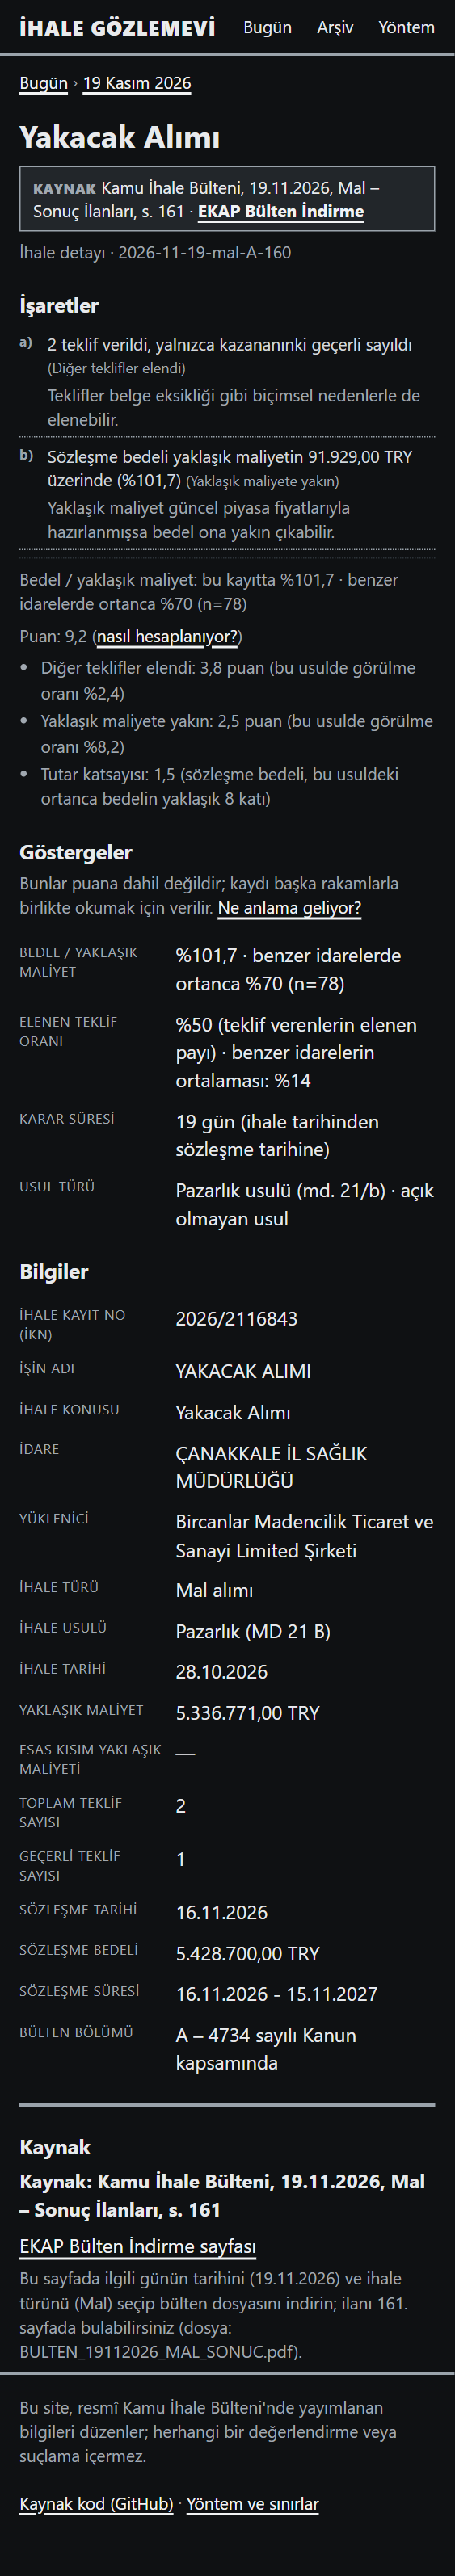 İHALE GÖZLEMEVİ
Bugün
Arşiv
Yöntem
Bugün › 19 Kasım 2026
Yakacak Alımı
KAYNAK Kamu İhale Bülteni, 19.11.2026, Mal –
Sonuç İlanları, s. 161 · EKAP Bülten İndirme
İhale detayı · 2026-11-19-mal-A-160
İşaretler
a) 2 teklif verildi, yalnızca kazananınki geçerli sayıldı
(Diğer teklifler elendi)
Teklifler belge eksikliği gibi biçimsel nedenlerle de
elenebilir.
b) Sözleşme bedeli yaklaşık maliyetin 91.929,00 TRY
üzerinde (%101,7) (Yaklaşık maliyete yakın)
Yaklaşık maliyet güncel piyasa fiyatlarıyla
hazırlanmışsa bedel ona yakın çıkabilir.
Bedel / yaklaşık maliyet: bu kayıtta %101,7 · benzer
idarelerde ortanca %70 (n=78)
Puan: 9,2 (nasıl hesaplanıyor?)
• Diğer teklifler elendi: 3,8 puan (bu usulde görülme
oranı %2,4)
• Yaklaşık maliyete yakın: 2,5 puan (bu usulde görülme
oranı %8,2)
• Tutar katsayısı: 1,5 (sözleşme bedeli, bu usuldeki
ortanca bedelin yaklaşık 8 katı)
Göstergeler
Bunlar puana dahil değildir; kaydı başka rakamlarla
birlikte okumak için verilir. Ne anlama geliyor?
BEDEL / YAKLAŞIK
MALİYET
%101,7 · benzer idarelerde
ortanca %70 (n=78)
ELENEN TEKLİF
ORANI
%50 (teklif verenlerin elenen
payı) · benzer idarelerin
ortalaması: %14
KARAR SÜRESİ
19 gün (ihale tarihinden
sözleşme tarihine)
USUL TÜRÜ
Pazarlık usulü (md. 21/b) · açık
olmayan usul
Bilgiler
İHALE KAYIT NO
(İKN)
2026/2116843
İŞİN ADI
YAKACAK ALIMI
İHALE KONUSU
Yakacak Alımı
İDARE
ÇANAKKALE İL SAĞLIK
MÜDÜRLÜĞÜ
YÜKLENİCİ
Bircanlar Madencilik Ticaret ve
Sanayi Limited Şirketi
İHALE TÜRÜ
Mal alımı
İHALE USULÜ
Pazarlık (MD 21 B)
İHALE TARİHİ
28.10.2026
YAKLAŞIK MALİYET
5.336.771,00 TRY
ESAS KISIM YAKLAŞIK
MALİYETİ
—
TOPLAM TEKLİF
SAYISI
2
GEÇERLİ TEKLİF
SAYISI
1
SÖZLEŞME TARİHİ
16.11.2026
SÖZLEŞME BEDELİ
5.428.700,00 TRY
SÖZLEŞME SÜRESİ
16.11.2026 - 15.11.2027
BÜLTEN BÖLÜMÜ
A – 4734 sayılı Kanun
kapsamında
Kaynak
Kaynak: Kamu İhale Bülteni, 19.11.2026, Mal
– Sonuç İlanları, s. 161
EKAP Bülten İndirme sayfası
Bu sayfada ilgili günün tarihini (19.11.2026) ve ihale
türünü (Mal) seçip bülten dosyasını indirin; ilanı 161.
sayfada bulabilirsiniz (dosya:
BULTEN_19112026_MAL_SONUC.pdf).
Bu site, resmî Kamu İhale Bülteni'nde yayımlanan
bilgileri düzenler; herhangi bir değerlendirme veya
suçlama içermez.
Kaynak kod (GitHub) · Yöntem ve sınırlar